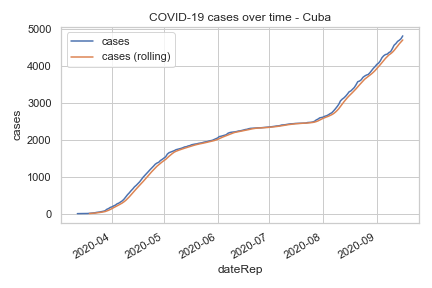 COVID-19 cases over time - Cuba
cases
cases (rolling)
5000
4000
3000
2000
1000
0
cases
2020-04
2020-05
2020-06
2020-07
2020-08
2020-09
dateRep